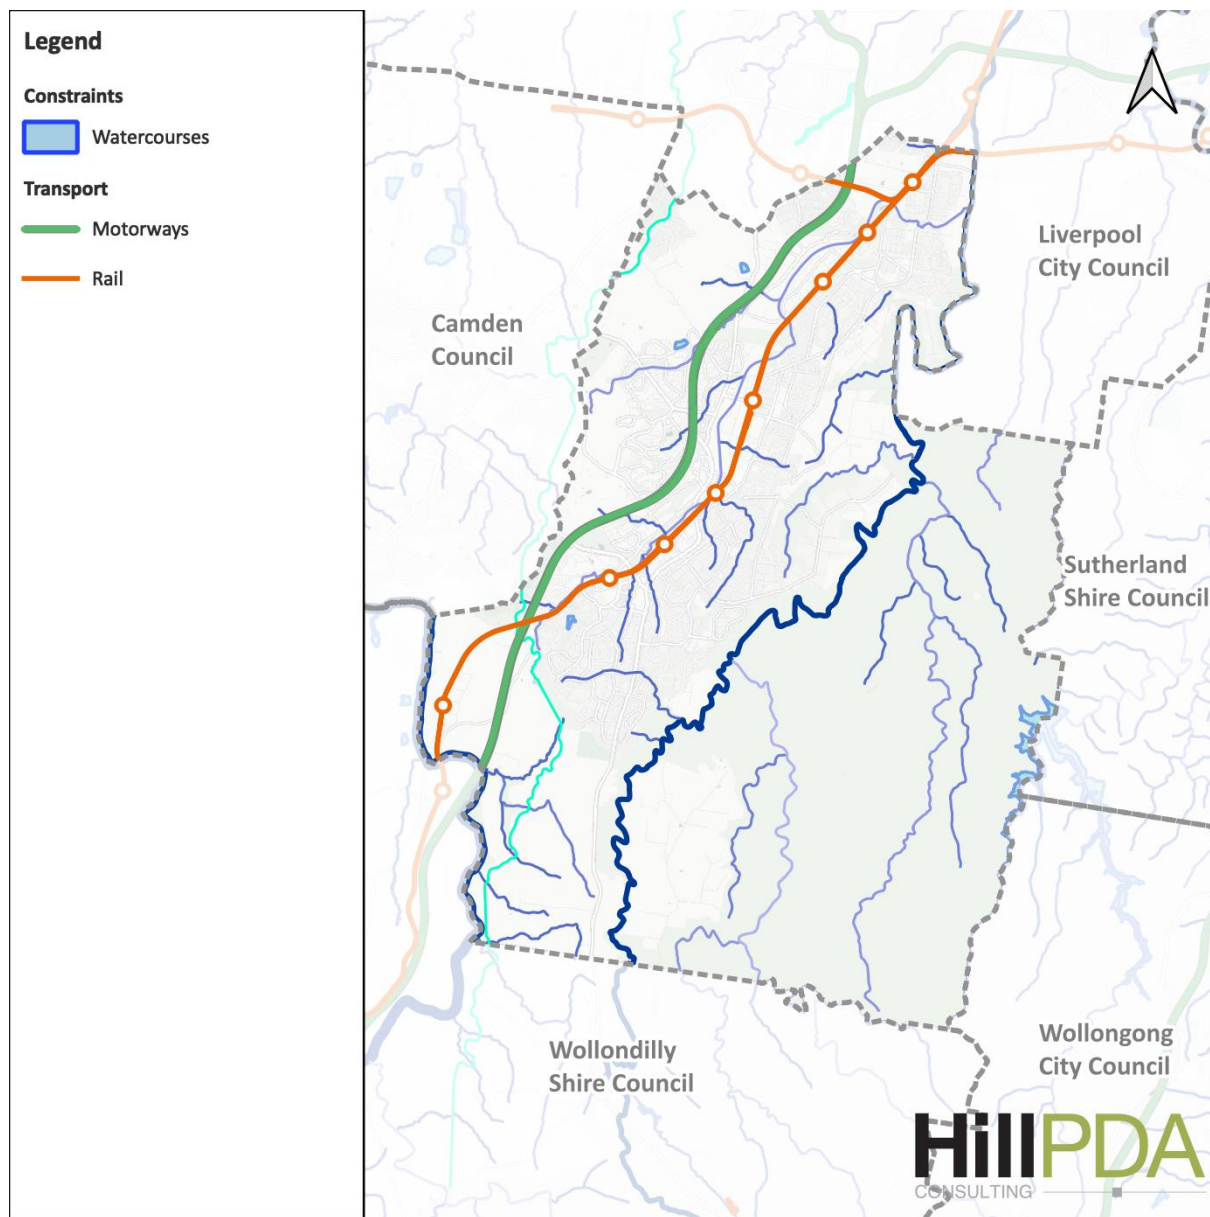 Legend
Constraints
Watercourses
Transport
Motorways
Rail
Liverpool
City Council
Camden
Council
Sutherland
Shire Council
Wollondilly
Shire Council
Wollongong
City Council
HillPDA
CONSULTING